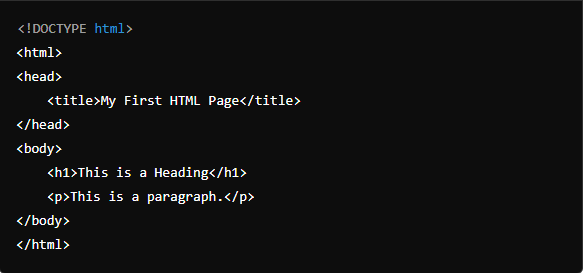 <!DOCTYPE html>
<html>
<head>
    <title>My First HTML Page</title>
</head>
<body>
    <h1>This is a Heading</h1>
    <p>This is a paragraph.</p>
</body>
</html>